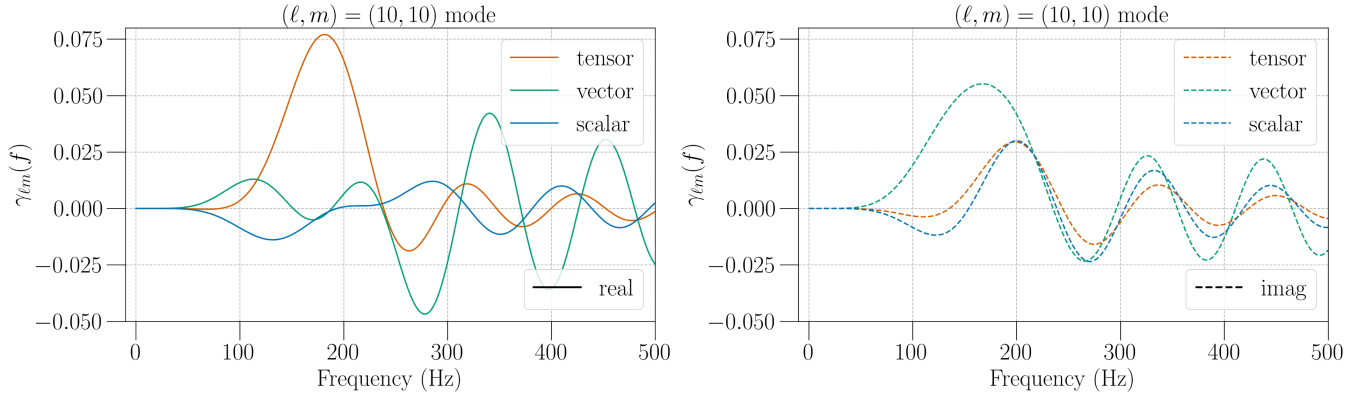 (ℓ, m) = (10, 10) mode
0.075
0.050
0.025
0.000
−0.025
−0.050
γℓm(f)
tensor
vector
scalar
real
0 100 200 300 400 500
Frequency (Hz)
(ℓ, m) = (10, 10) mode
0.075
0.050
0.025
0.000
−0.025
−0.050
γℓm(f)
tensor
vector
scalar
imag
0 100 200 300 400 500
Frequency (Hz)